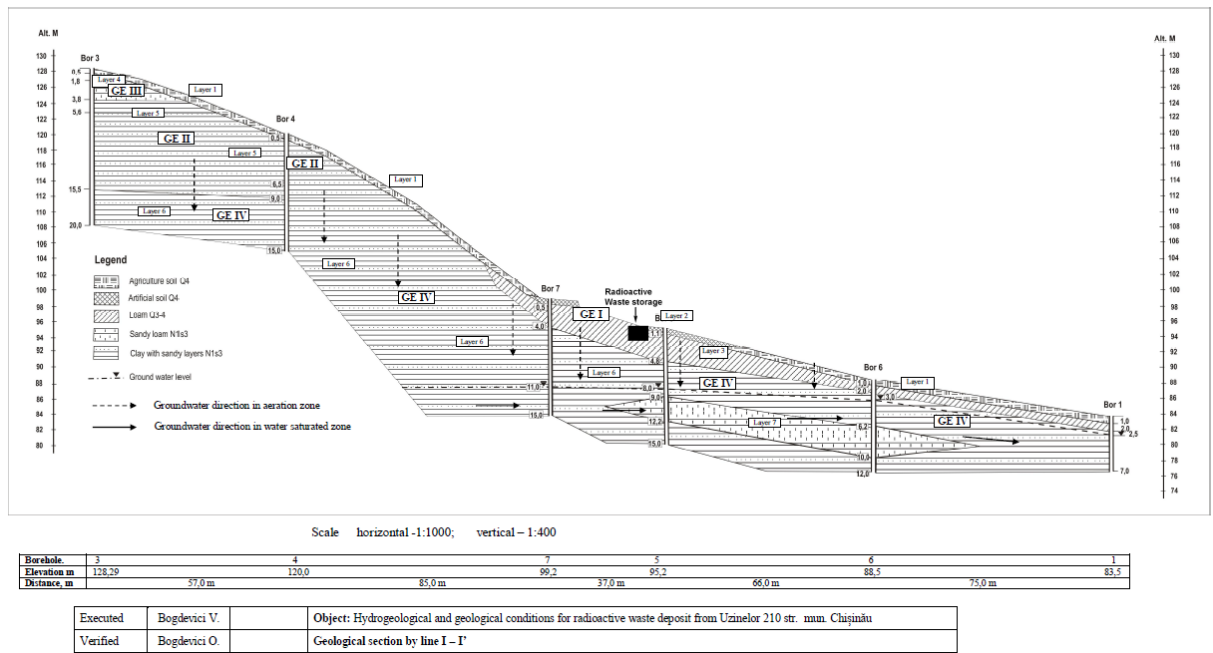 Alt. M
Alt. M
130
128
126
124
122
120
118
116
114
112
110
108
106
104
102
100
98
96
94
92
90
88
86
84
82
80
130
128
126
124
122
120
118
116
114
112
110
108
106
104
102
100
98
96
94
92
90
88
86
84
82
80
78
76
74
Bor 3
0,5
1,8
3,8
5,6
15,5
20,0
Layer 4
GE III
Layer 1
Layer 5
GE II
Layer 5
Layer 6
GE IV
Bor 4
0,5
6,5
9,0
15,0
GE II
Layer 1
Layer 6
GE IV
Layer 6
Bor 7
0,5
4,0
11,0
15,0
GE I
Radioactive
Waste storage
Layer 2
1,1
4,8
8,0
9,0
12,2
15,0
Layer 3
Layer 6
GE IV
Layer 7
Bor 6
1,0
2,0
3,0
6,2
10,0
12,0
Layer 1
GE IV
Bor 1
1,0
2,0
2,5
7,0
Legend
Agriculture soil Q4
Artificial soil Q4
Loam Q3-4
Sandy loam N1s3
Clay with sandy layers N1s3
Ground water level
Groundwater direction in aeration zone
Groundwater direction in water saturated zone
Scale horizontal -1:1000; vertical – 1:400
Borehole. 3 4 7 5 6 1
Elevation m 128,29 120,0 99,2 95,2 88,5 83,5
Distance, m 57,0 m 85,0 m 37,0 m 66,0 m 75,0 m
Executed Bogdevici V. Object: Hydrogeological and geological conditions for radioactive waste deposit from Uzinelor 210 str. mun. Chișinău
Verified Bogdevici O. Geological section by line I – I’